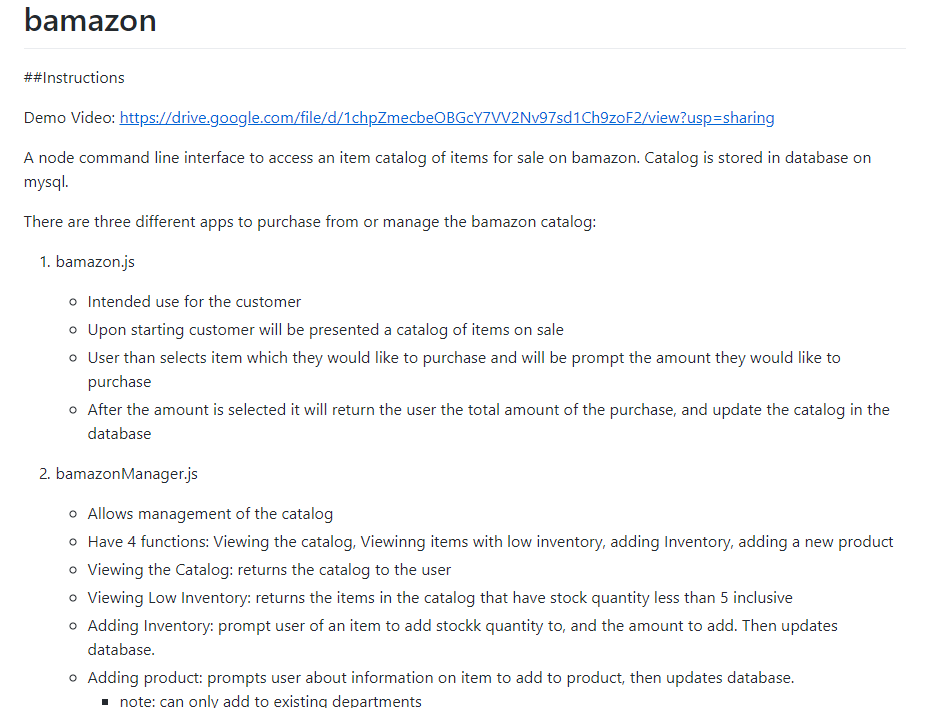 bamazon
##Instructions
Demo Video: https://drive.google.com/file/d/1chpZmecbeOBGcY7VV2Nv97sd1Ch9zoF2/view?usp=sharing
A node command line interface to access an item catalog of items for sale on bamazon. Catalog is stored in database on
mysql.
There are three different apps to purchase from or manage the bamazon catalog:
1. bamazon.js
Intended use for the customer
Upon starting customer will be presented a catalog of items on sale
User than selects item which they would like to purchase and will be prompt the amount they would like to
purchase
After the amount is selected it will return the user the total amount of the purchase, and update the catalog in the
database
2. bamazonManager.js
Allows management of the catalog
Have 4 functions: Viewing the catalog, Viewinng items with low inventory, adding Inventory, adding a new product
Viewing the Catalog: returns the catalog to the user
Viewing Low Inventory: returns the items in the catalog that have stock quantity less than 5 inclusive
Adding Inventory: prompt user of an item to add stockk quantity to, and the amount to add. Then updates
database.
Adding product: prompts user about information on item to add to product, then updates database.
note: can only add to existing departments